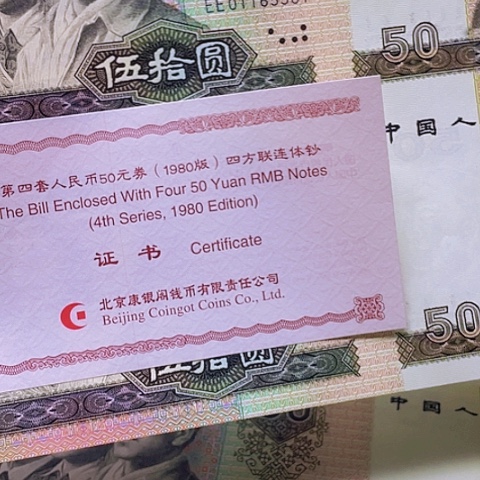 伍拾圆
50
中国人
第四套人民币50元券（1980版）四方联连体钞
The Bill Enclosed With Four 50 Yuan RMB Notes
(4th Series, 1980 Edition)
证书 Certificate
北京康银阁钱币有限责任公司
Beijing Coingot Coins Co., Ltd.
50
伍拾圆
中国人